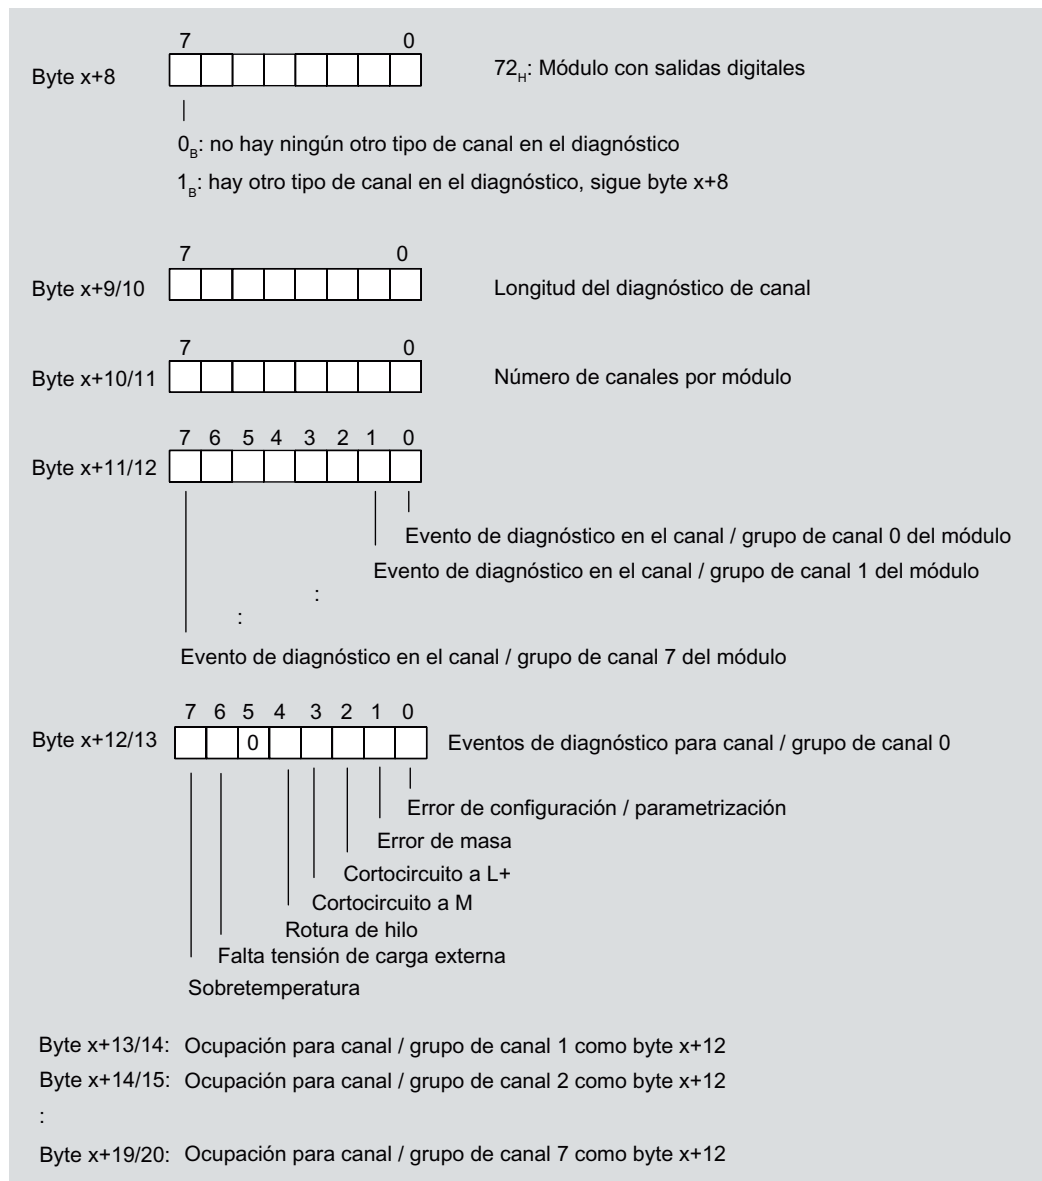 7 0
Byte x+8
72H: Módulo con salidas digitales
0B: no hay ningún otro tipo de canal en el diagnóstico
1B: hay otro tipo de canal en el diagnóstico, sigue byte x+8
7 0
Byte x+9/10
Longitud del diagnóstico de canal
7 0
Byte x+10/11
Número de canales por módulo
7 6 5 4 3 2 1 0
Byte x+11/12
Evento de diagnóstico en el canal / grupo de canal 0 del módulo
Evento de diagnóstico en el canal / grupo de canal 1 del módulo
:
:
Evento de diagnóstico en el canal / grupo de canal 7 del módulo
7 6 5 4 3 2 1 0
Byte x+12/13
0
Eventos de diagnóstico para canal / grupo de canal 0
Error de configuración / parametrización
Error de masa
Cortocircuito a L+
Cortocircuito a M
Rotura de hilo
Falta tensión de carga externa
Sobretemperatura
Byte x+13/14: Ocupación para canal / grupo de canal 1 como byte x+12
Byte x+14/15: Ocupación para canal / grupo de canal 2 como byte x+12
:
Byte x+19/20: Ocupación para canal / grupo de canal 7 como byte x+12